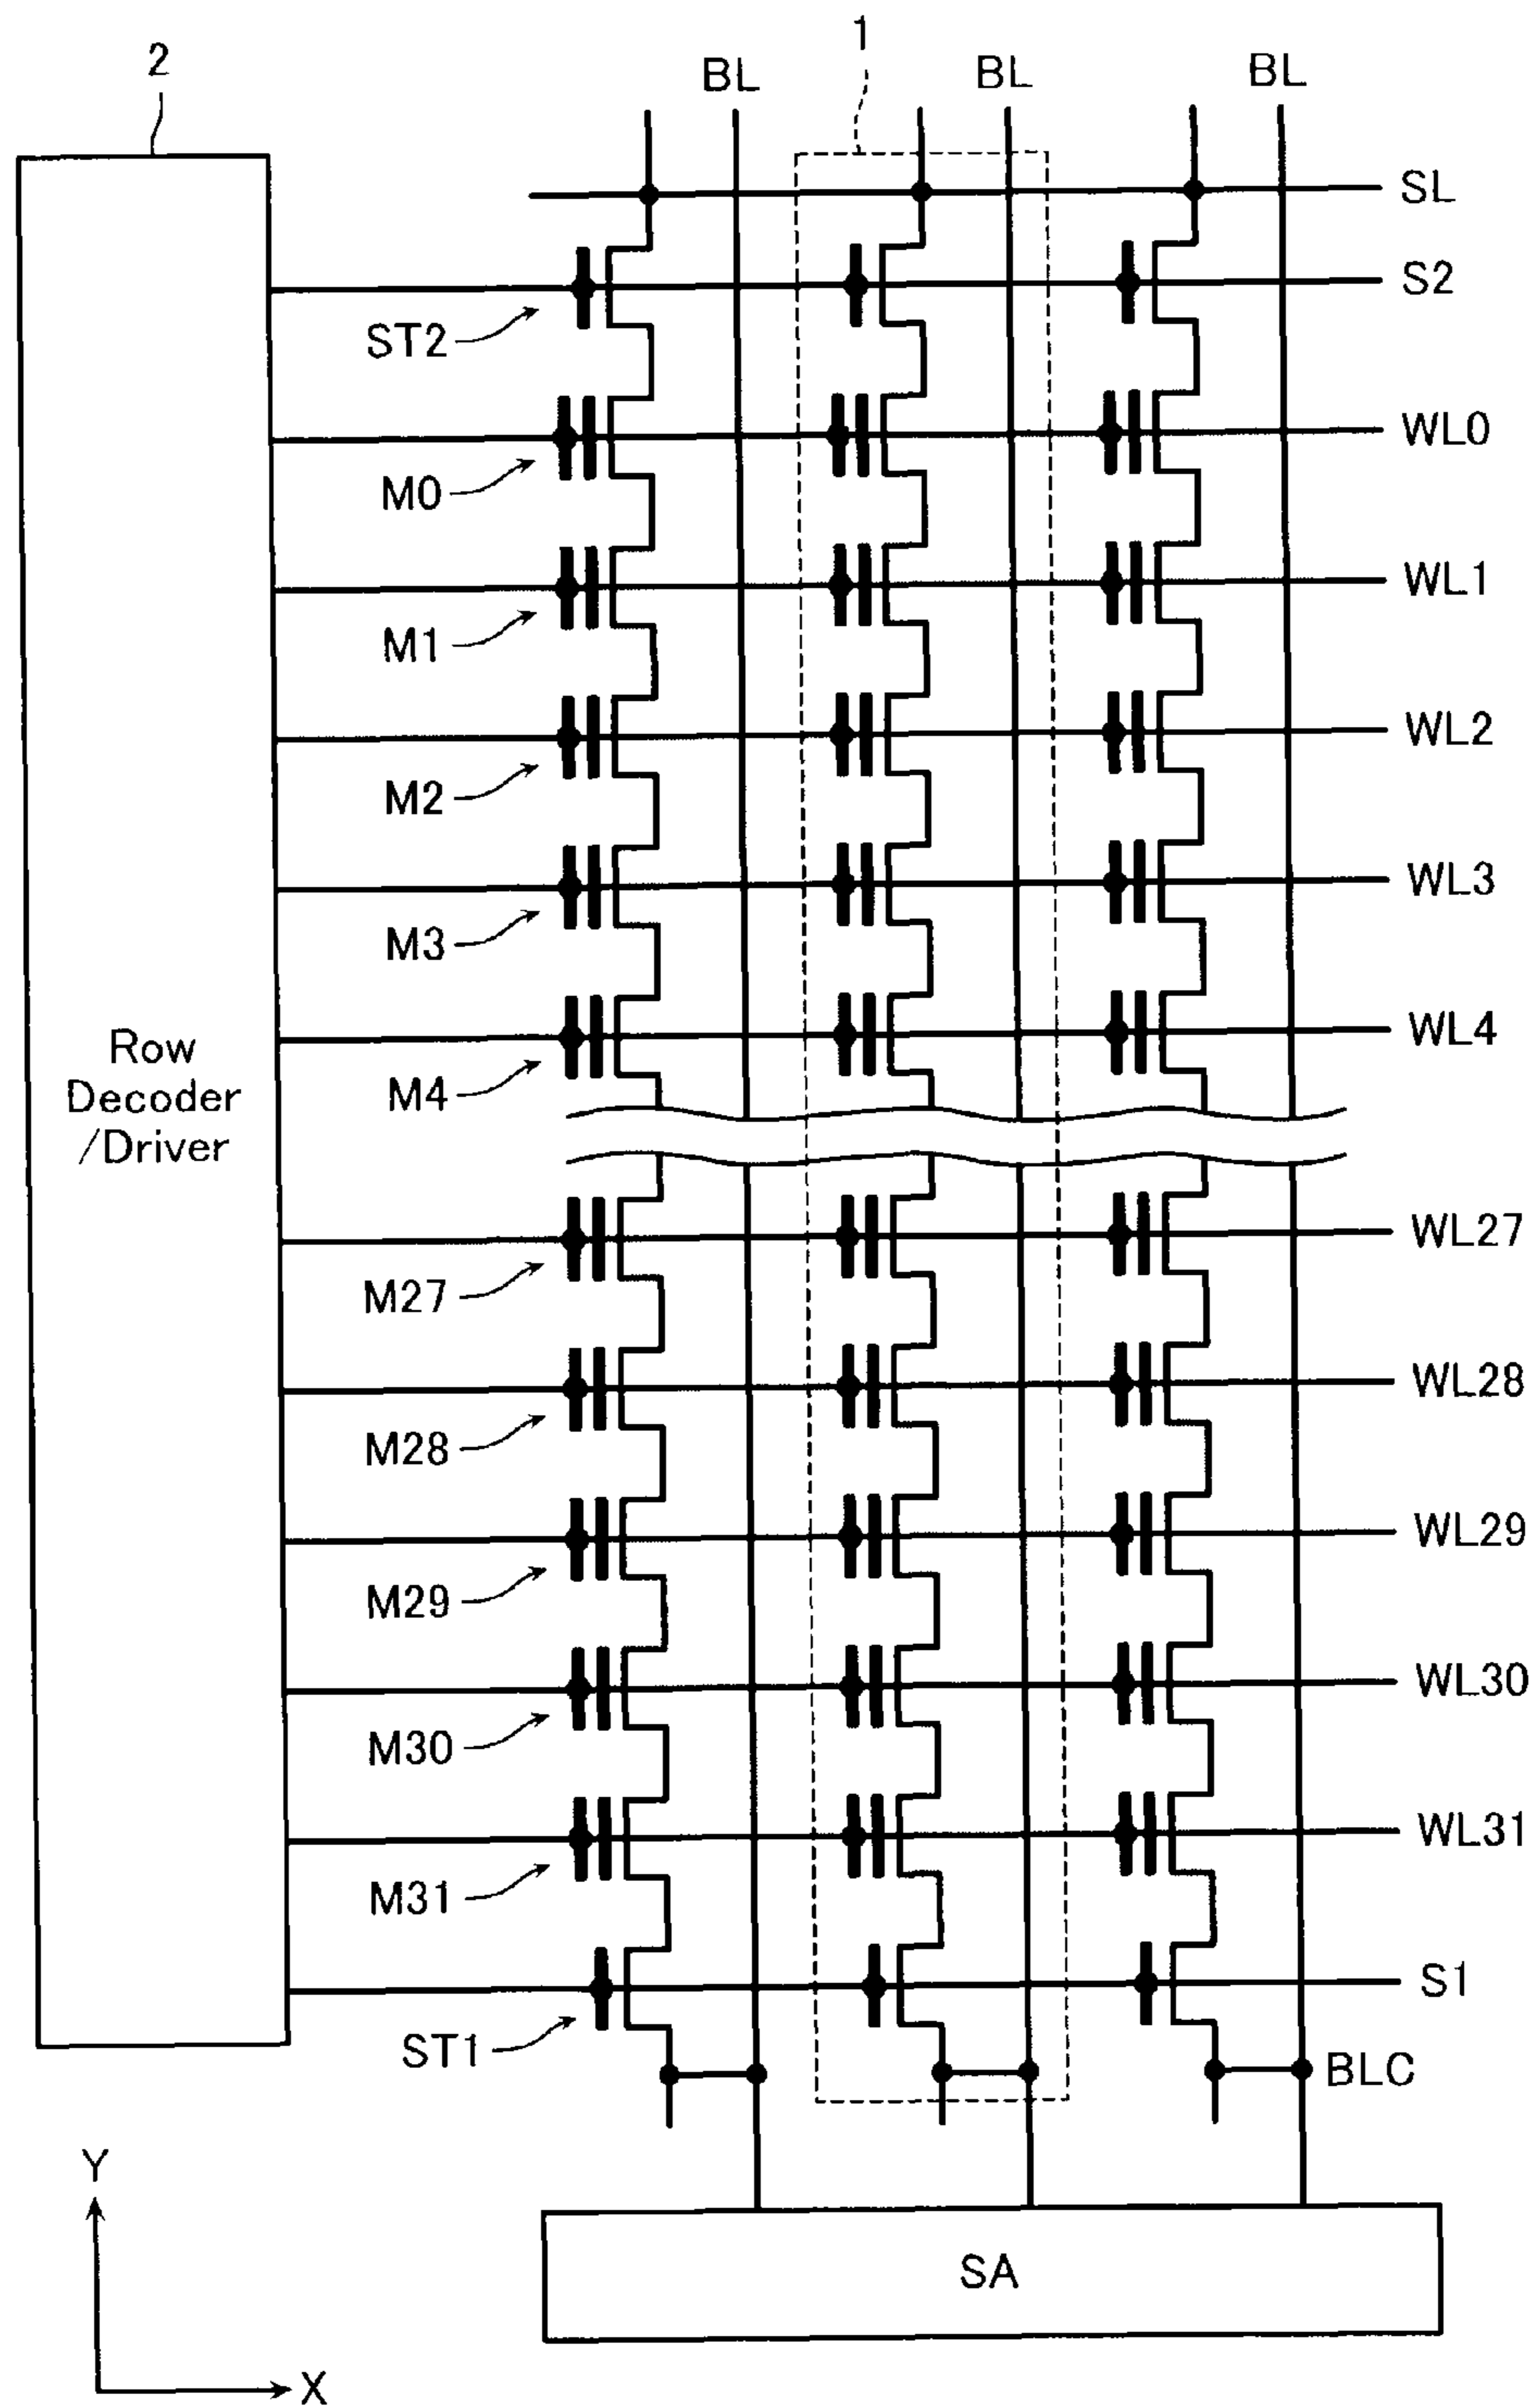 2
1
BL
BL
BL
SL
S2
ST2
WL0
M0
WL1
M1
WL2
M2
WL3
M3
WL4
M4
Row
Decoder
/Driver
WL27
M27
WL28
M28
WL29
M29
WL30
M30
WL31
M31
S1
ST1
BLC
Y
X
SA